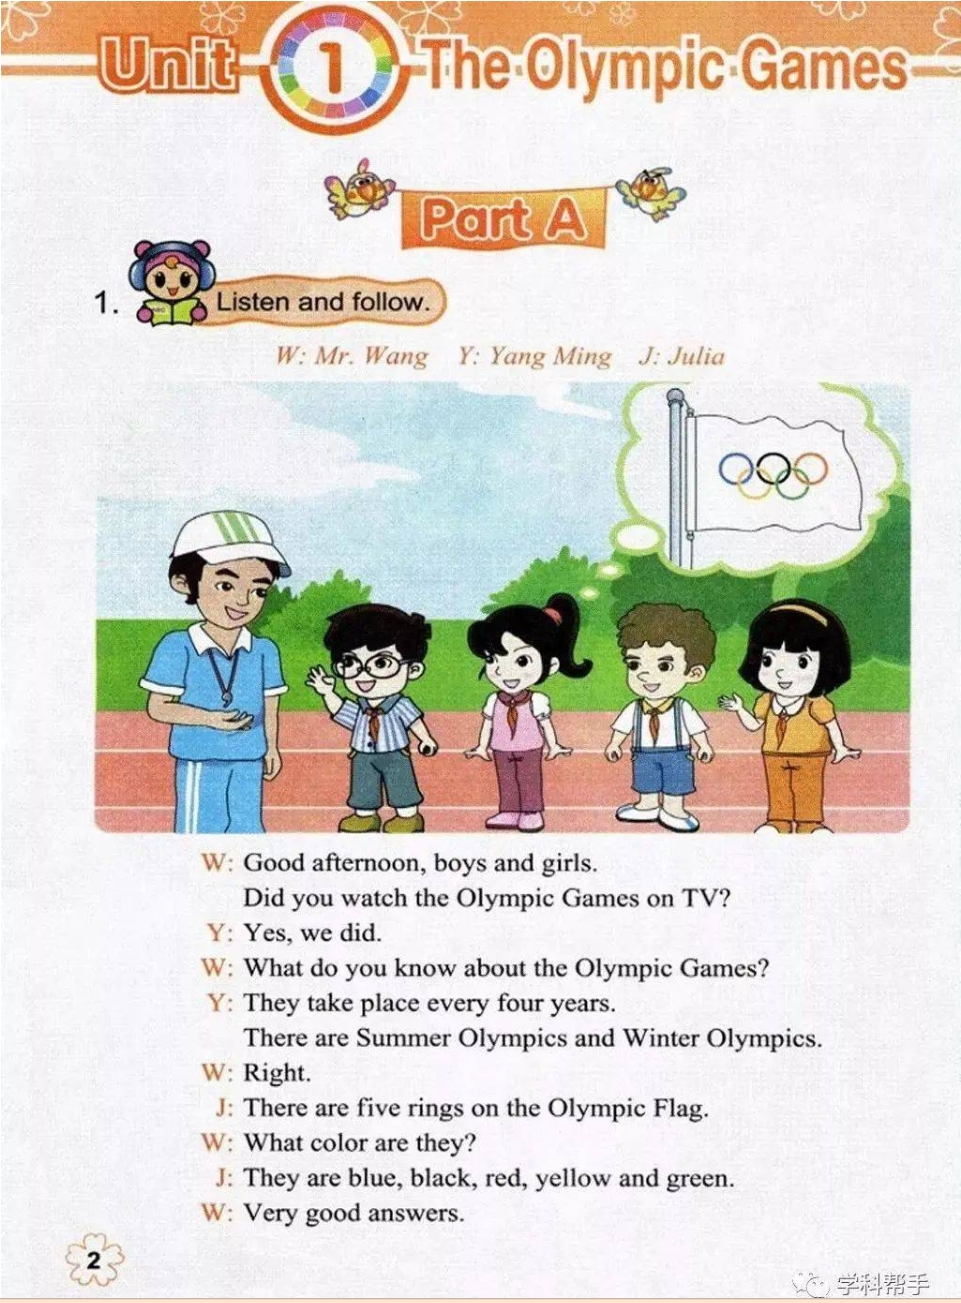 Unit 1 The Olympic Games
Part A
1. Listen and follow.
W: Mr. Wang Y: Yang Ming J: Julia
W: Good afternoon, boys and girls.
Did you watch the Olympic Games on TV?
Y: Yes, we did.
W: What do you know about the Olympic Games?
Y: They take place every four years.
There are Summer Olympics and Winter Olympics.
W: Right.
J: There are five rings on the Olympic Flag.
W: What color are they?
J: They are blue, black, red, yellow and green.
W: Very good answers.
2
学科帮手